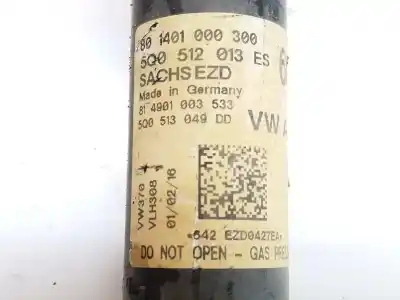 80 1401 000 300
5Q0 512 013 ES
SACHS EZD
Made in Germany
81 4901 003 533
5Q0 513 049 DD
VW
VW370
VLH308
01/02/16
*542 EZD0427EA*
DO NOT OPEN - GAS